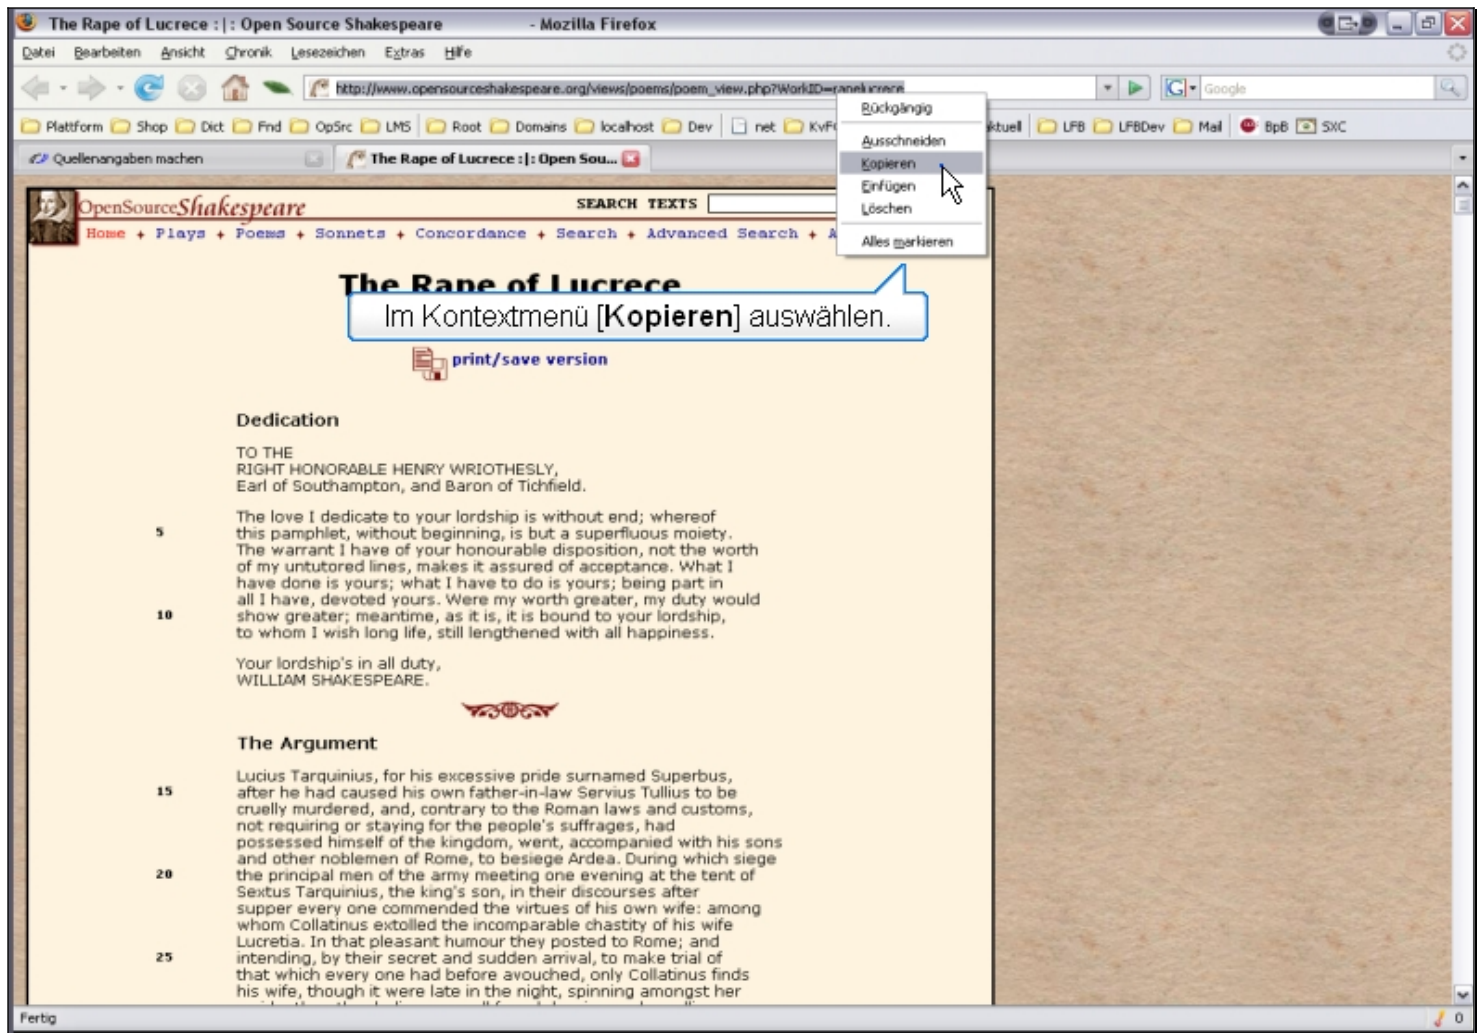 The Rape of Lucrece :|: Open Source Shakespeare - Mozilla Firefox
Datei Bearbeiten Ansicht Chronik Lesezeichen Extras Hilfe
http://www.opensourceshakespeare.org/views/poems/poem_view.php?WorkID=rapelucrece
Google
Plattform Shop Dict Fnd OpSrc LMS Root Domains localhost Dev net LFB LFBDev Mail BpB SXC
Quellenangaben machen
The Rape of Lucrece :|: Open Sou...
Rückgängig
Ausschneiden
Kopieren
Einfügen
Löschen
Alles markieren
OpenSourceShakespeare
SEARCH TEXTS
Home + Plays + Poems + Sonnets + Concordance + Search + Advanced Search + A
The Rape of Lucrece
Im Kontextmenü [Kopieren] auswählen.
print/save version
Dedication
TO THE
RIGHT HONORABLE HENRY WRIOTHESLY,
Earl of Southampton, and Baron of Tichfield.
The love I dedicate to your lordship is without end; whereof
5 this pamphlet, without beginning, is but a superfluous moiety.
The warrant I have of your honourable disposition, not the worth
of my untutored lines, makes it assured of acceptance. What I
have done is yours; what I have to do is yours; being part in
all I have, devoted yours. Were my worth greater, my duty would
10 show greater; meantime, as it is, it is bound to your lordship,
to whom I wish long life, still lengthened with all happiness.
Your lordship's in all duty,
WILLIAM SHAKESPEARE.
The Argument
Lucius Tarquinius, for his excessive pride surnamed Superbus,
15 after he had caused his own father-in-law Servius Tullius to be
cruelly murdered, and, contrary to the Roman laws and customs,
not requiring or staying for the people's suffrages, had
possessed himself of the kingdom, went, accompanied with his sons
and other noblemen of Rome, to besiege Ardea. During which siege
20 the principal men of the army meeting one evening at the tent of
Sextus Tarquinius, the king's son, in their discourses after
supper every one commended the virtues of his own wife: among
whom Collatinus extolled the incomparable chastity of his wife
Lucretia. In that pleasant humour they posted to Rome; and
25 intending, by their secret and sudden arrival, to make trial of
that which every one had before avouched, only Collatinus finds
his wife, though it were late in the night, spinning amongst her
Fertig
0